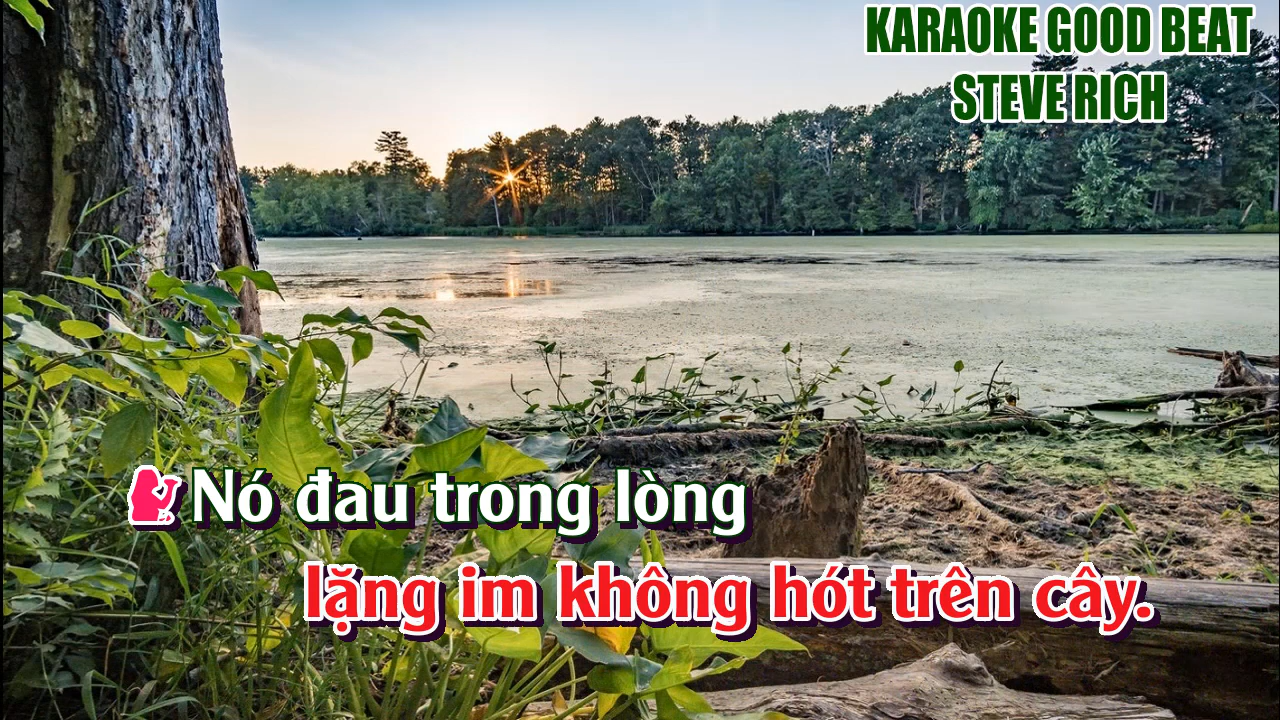 KARAOKE GOOD BEAT
STEVE RICH
Nó đau trong lòng
lặng im không hót trên cây.